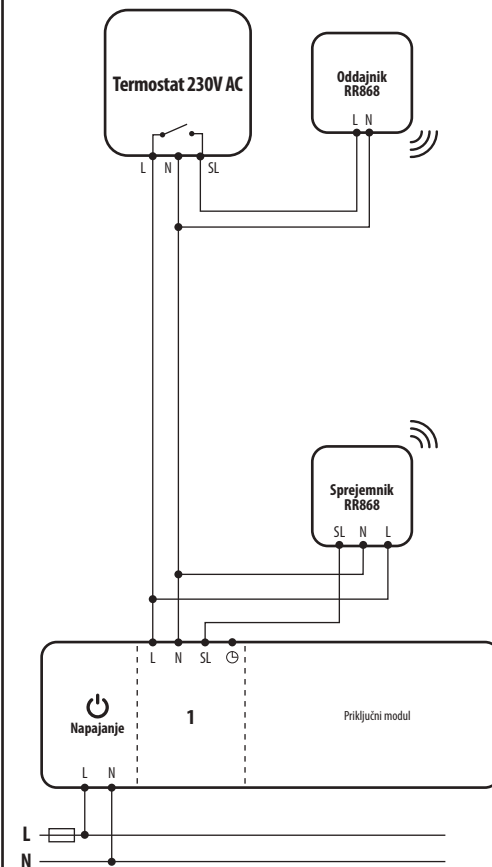 Termostat 230V AC
L N SL
Oddajnik
RR868
L N
Sprejemnik
RR868
SL N L
L N SL
Napajanje
1
Priključni modul
L N
L
N